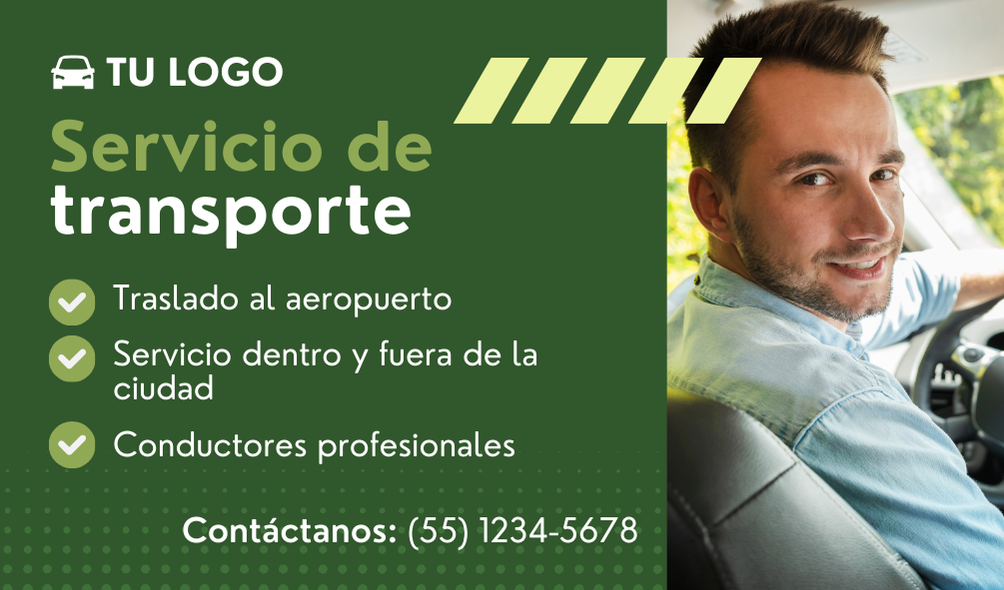 TU LOGO
Servicio de
transporte
Traslado al aeropuerto
Servicio dentro y fuera de la
ciudad
Conductores profesionales
Contáctanos: (55) 1234-5678